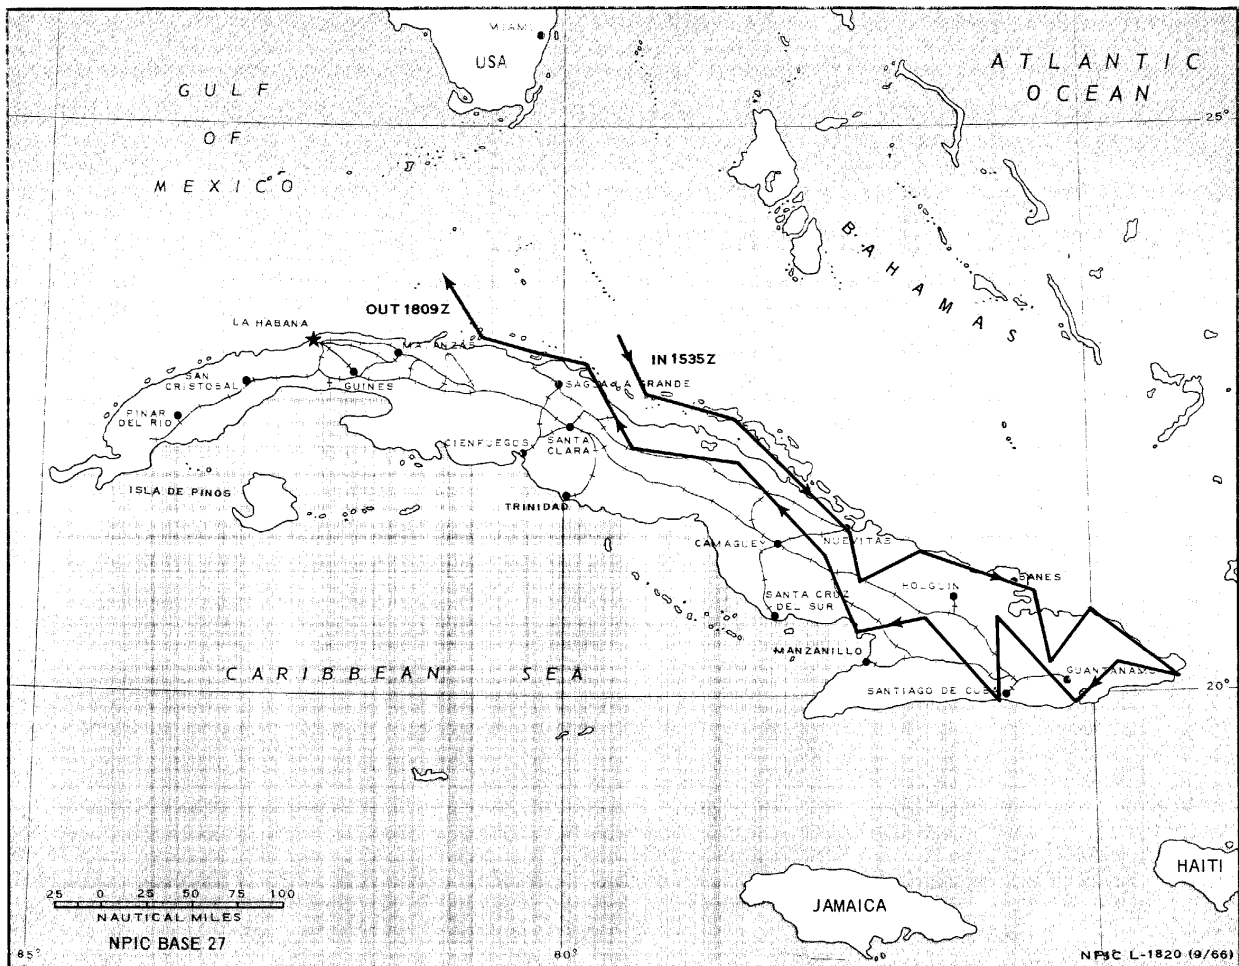 MIAMI
USA
ATLANTIC
OCEAN
GULF
OF
MEXICO
25°
BAHAMAS
OUT 1809Z
LA HABANA
MATANZAS
IN 1535Z
SAN
CRISTOBAL
GUINES
SAGUA LA GRANDE
PINAR
DEL RIO
CIENFUEGOS
SANTA
CLARA
ISLA DE PINOS
TRINIDAD
CAMAGUEY
NUEVITAS
HOLGUIN
BANES
SANTA CRUZ
DEL SUR
MANZANILLO
GUANTANAMO
CARIBBEAN SEA
SANTIAGO DE CUBA
20°
HAITI
JAMAICA
25 0 25 50 75 100
NAUTICAL MILES
NPIC BASE 27
85°
80°
NPIC L-1820 (9/66)